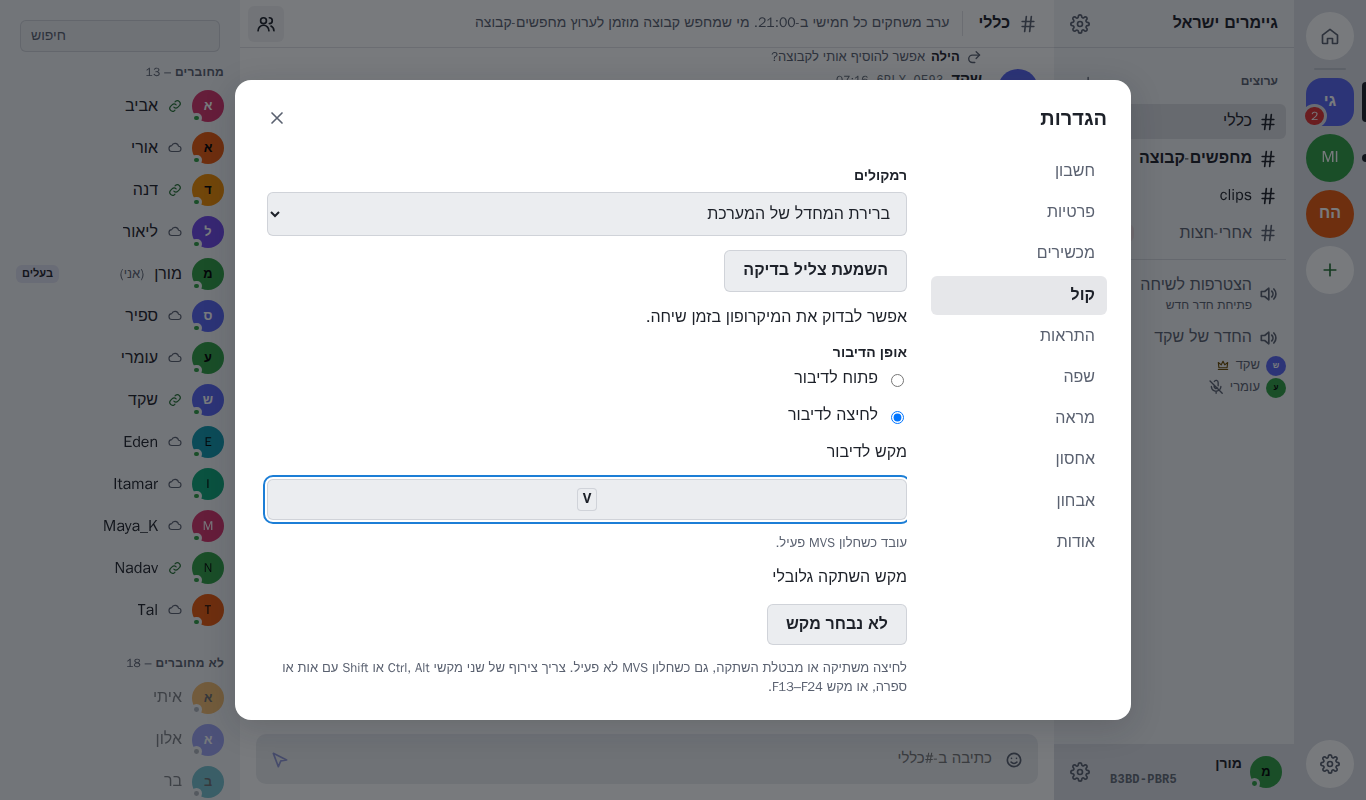 גיימרים ישראל
# כללי
ערב משחקים כל חמישי ב-21:00. מי שמחפש קבוצה מוזמן לערוץ מחפשים-קבוצה
חיפוש
גי
2
MI
הח
ערוצים
כללי
מחפשים-קבוצה
clips
אחרי-חצות
הצטרפות לשיחה
פתיחת חדר חדש
החדר של שקד
ש שקד
ע עומרי
מ מורן
B3BD-PBR5
הילה אפשר להוסיף אותי לקבוצה?
הגדרות
חשבון
פרטיות
מכשירים
קול
התראות
שפה
מראה
אחסון
אבחון
אודות
רמקולים
ברירת המחדל של המערכת
השמעת צליל בדיקה
אפשר לבדוק את המיקרופון בזמן שיחה.
אופן הדיבור
פתוח לדיבור
לחיצה לדיבור
מקש לדיבור
V
עובד כשחלון MVS פעיל.
מקש השתקה גלובלי
לא נבחר מקש
לחיצה משתיקה או מבטלת השתקה, גם כשחלון MVS לא פעיל. צריך צירוף של שני מקשי Ctrl, Alt או Shift עם אות או
ספרה, או מקש F13–F24.
כתיבה ב-#כללי
מחוברים – 13
א אביב
א אורי
ד דנה
ל ליאור
מ מורן (אני) בעלים
ס ספיר
ע עומרי
ש שקד
E Eden
I Itamar
M Maya_K
N Nadav
T Tal
לא מחוברים – 18
א איתי
א אלון
ב בר